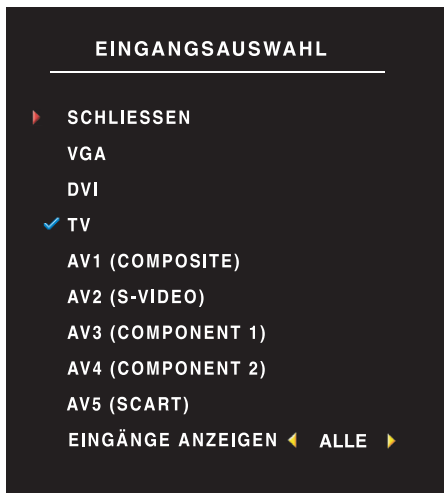 EINGANGSAUSWAHL
SCHLIESSEN
VGA
DVI
TV
AV1 (COMPOSITE)
AV2 (S-VIDEO)
AV3 (COMPONENT 1)
AV4 (COMPONENT 2)
AV5 (SCART)
EINGÄNGE ANZEIGEN ALLE